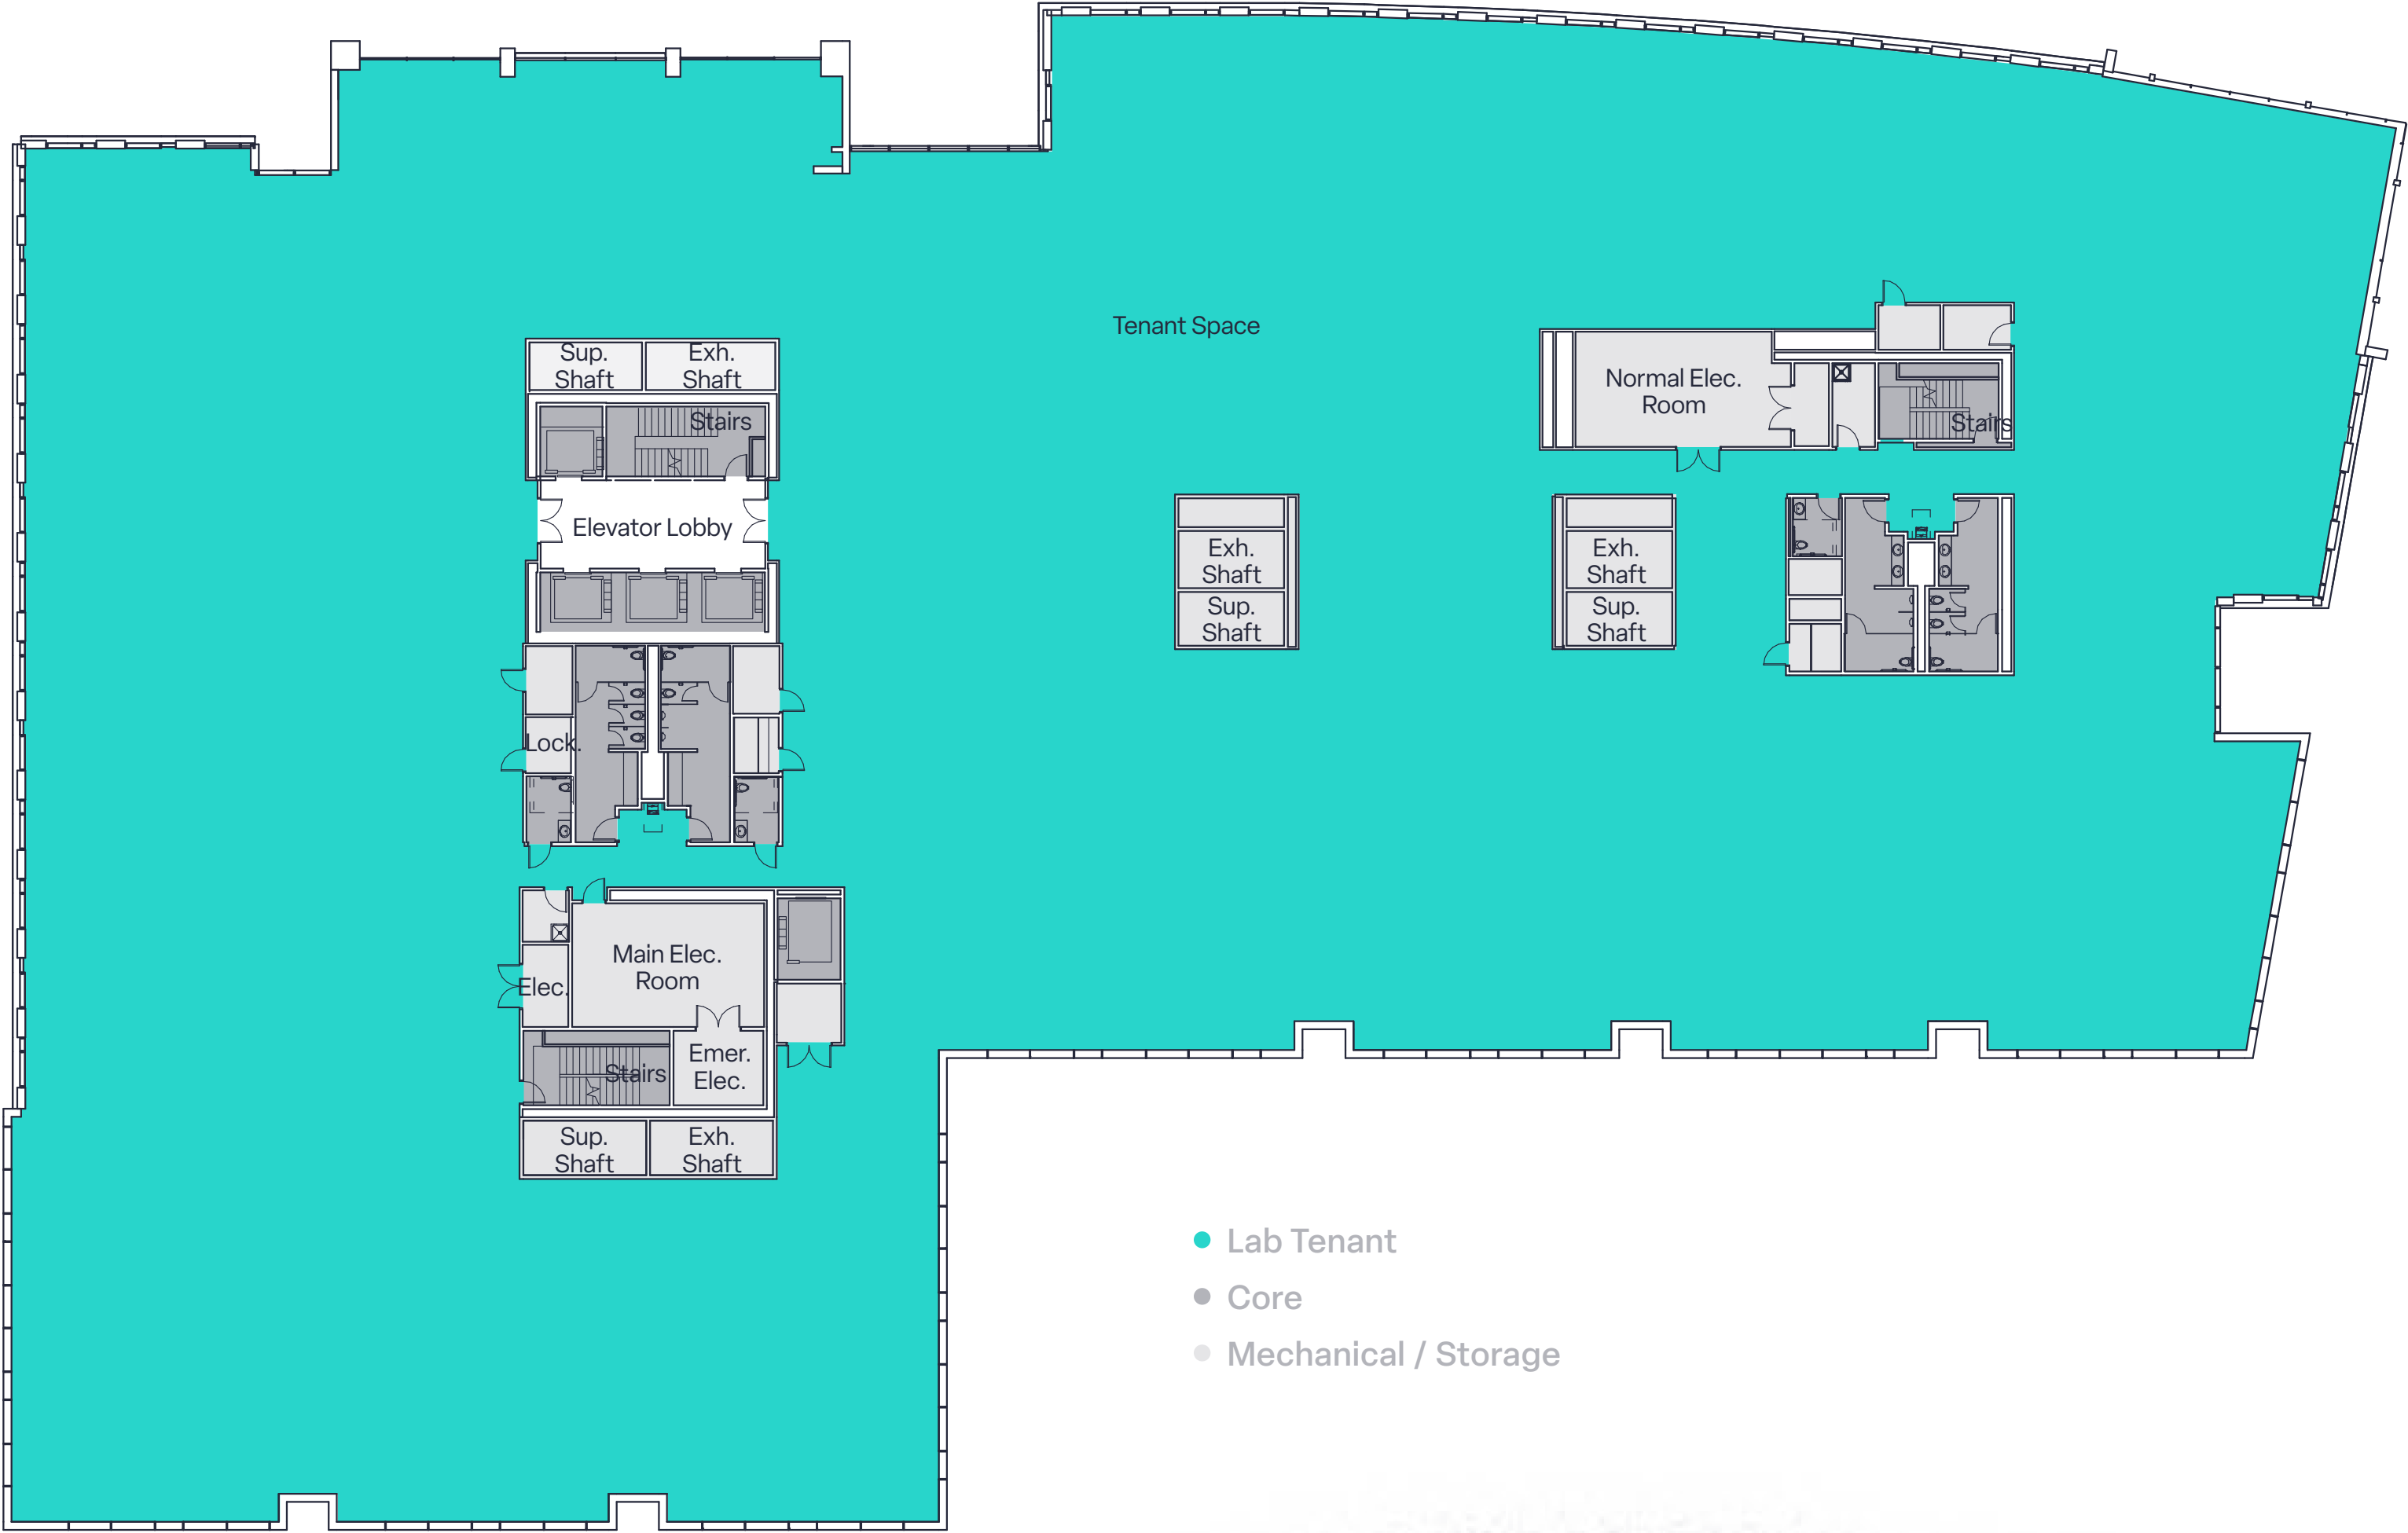 Tenant Space
Sup.
Shaft
Exh.
Shaft
Stairs
Normal Elec.
Room
Stairs
Elevator Lobby
Exh.
Shaft
Sup.
Shaft
Exh.
Shaft
Sup.
Shaft
Lock.
Main Elec.
Room
Elec.
Emer.
Elec.
Stairs
Sup.
Shaft
Exh.
Shaft
Lab Tenant
Core
Mechanical / Storage